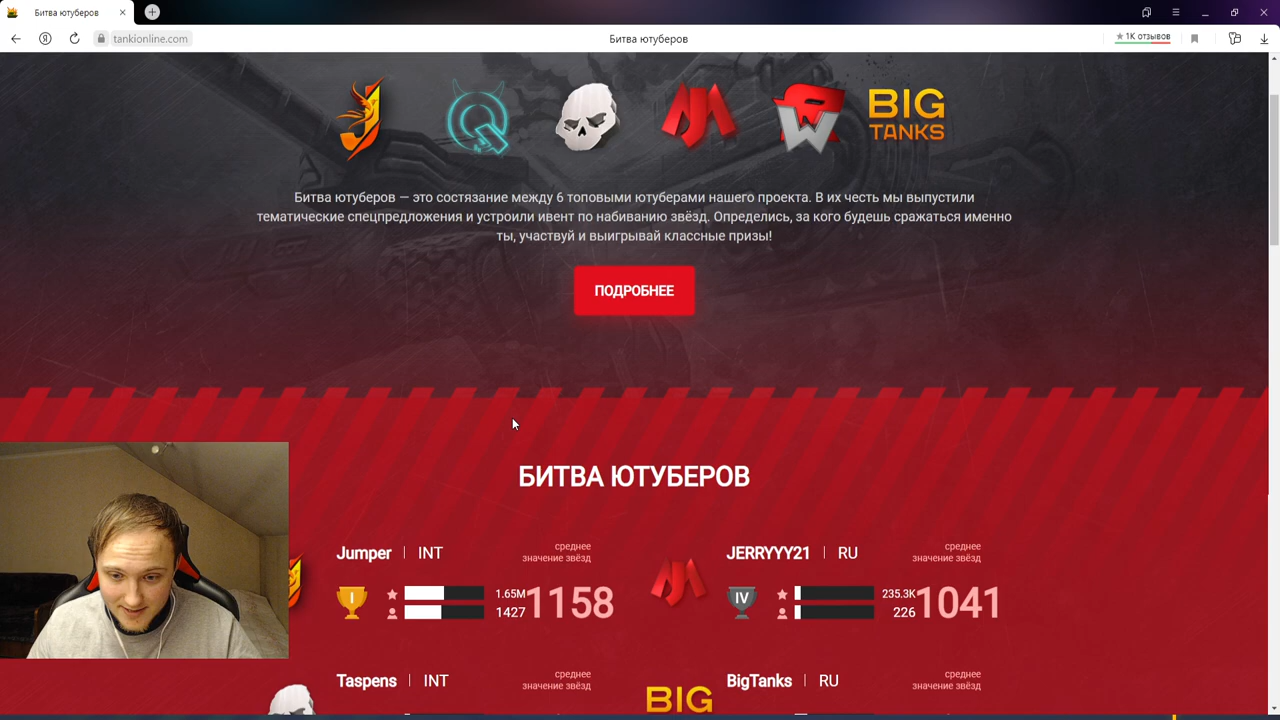 Битва ютуберов
tankionline.com
Битва ютуберов
★ 1К отзывов
BIG
TANKS
Битва ютуберов — это состязание между 6 топовыми ютуберами нашего проекта. В их честь мы выпустили
тематические спецпредложения и устроили ивент по набиванию звёзд. Определись, за кого будешь сражаться именно
ты, участвуй и выигрывай классные призы!
ПОДРОБНЕЕ
БИТВА ЮТУБЕРОВ
Jumper | INT
среднее
значение звёзд
I
1.65M
1427
1158
JERRYYY21 | RU
среднее
значение звёзд
IV
235.3K
226
1041
Taspens | INT
среднее
значение звёзд
BIG
BigTanks | RU
среднее
значение звёзд